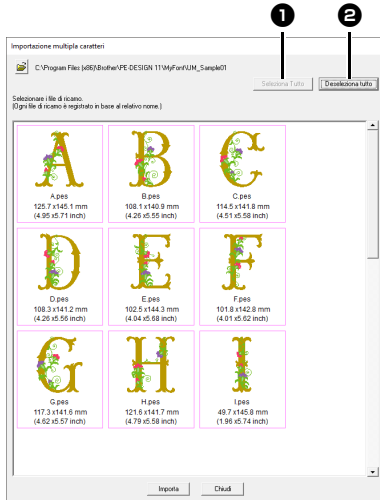 1 2
Importazione multipla caratteri
C:\Program Files (x86)\Brother\PE-DESIGN 11\MyFont\UM_Sample01
Seleziona Tutto Deseleziona tutto
Selezionare i file di ricamo.
(Ogni file di ricamo è registrato in base al relativo nome.)
A.pes B.pes C.pes
125.7 x145.1 mm 108.1 x140.9 mm 114.5 x141.8 mm
(4.95 x5.71 inch) (4.26 x5.55 inch) (4.51 x5.58 inch)
D.pes E.pes F.pes
108.3 x141.2 mm 102.5 x144.3 mm 101.8 x142.8 mm
(4.26 x5.56 inch) (4.04 x5.68 inch) (4.01 x5.62 inch)
G.pes H.pes I.pes
117.3 x141.6 mm 121.6 x141.7 mm 49.7 x145.8 mm
(4.62 x5.57 inch) (4.79 x5.58 inch) (1.96 x5.74 inch)
Importa Chiudi